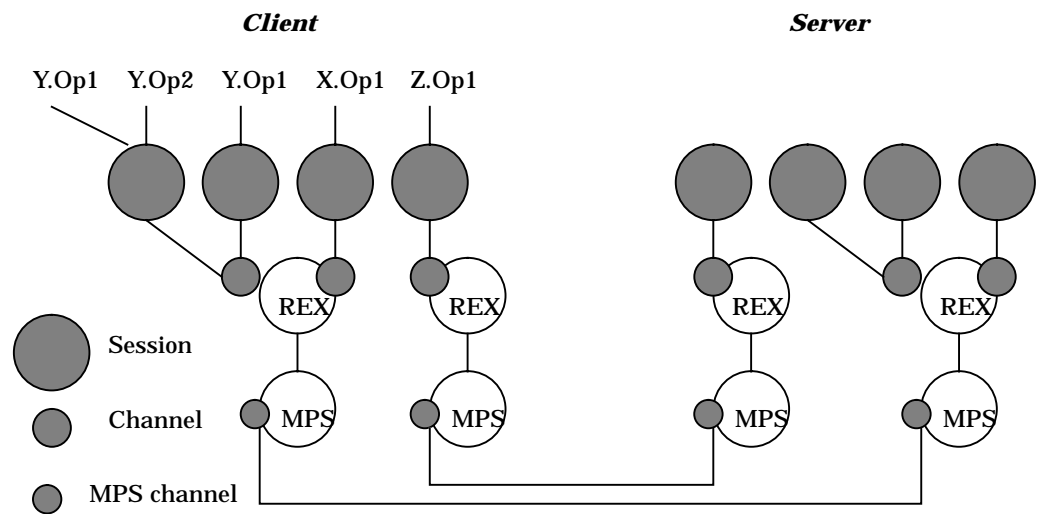 Client Server
Y.Op1 Y.Op2 Y.Op1 X.Op1 Z.Op1
REX REX REX REX
Session
MPS MPS MPS MPS
Channel
MPS channel